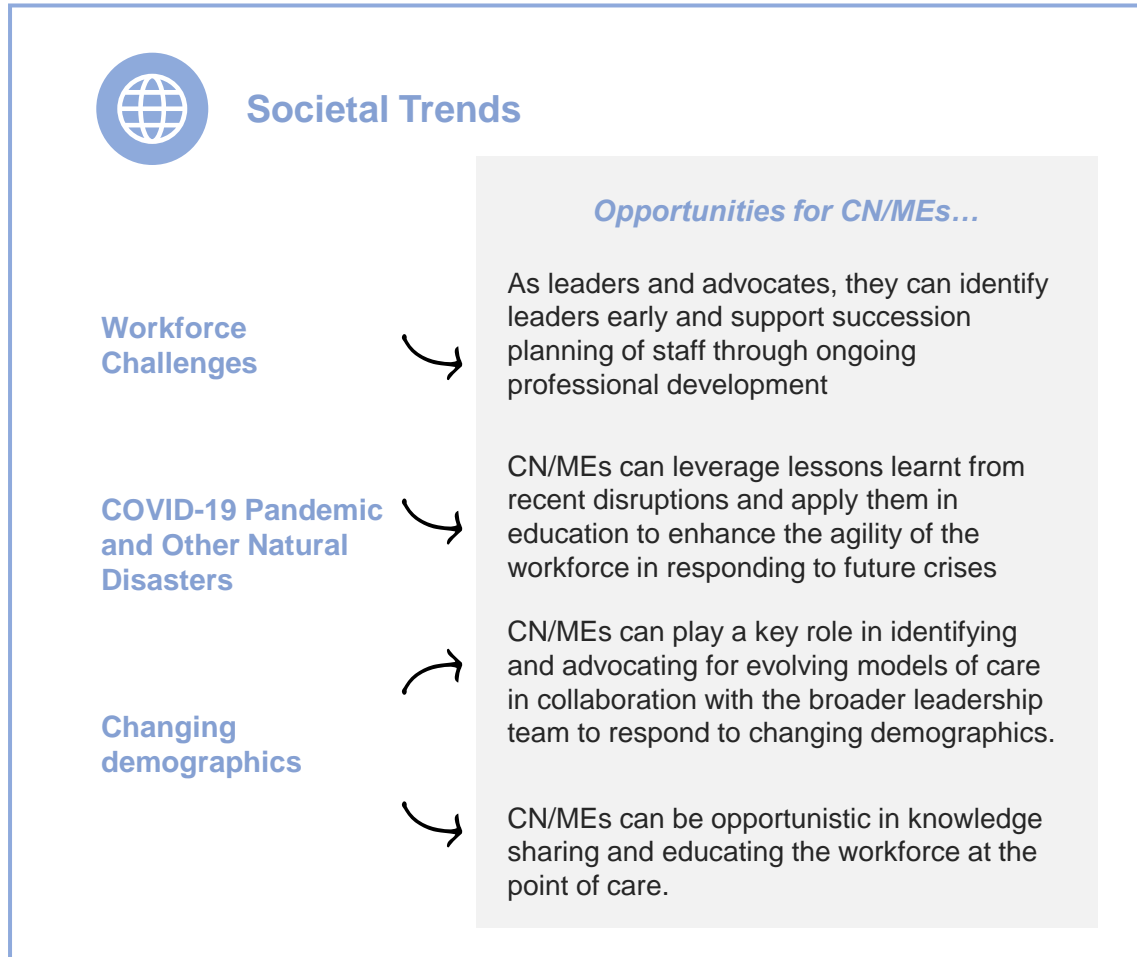 Societal Trends
Opportunities for CN/MEs…
Workforce
Challenges
As leaders and advocates, they can identify
leaders early and support succession
planning of staff through ongoing
professional development
COVID-19 Pandemic
and Other Natural
Disasters
CN/MEs can leverage lessons learnt from
recent disruptions and apply them in
education to enhance the agility of the
workforce in responding to future crises
Changing
demographics
CN/MEs can play a key role in identifying
and advocating for evolving models of care
in collaboration with the broader leadership
team to respond to changing demographics.
CN/MEs can be opportunistic in knowledge
sharing and educating the workforce at the
point of care.